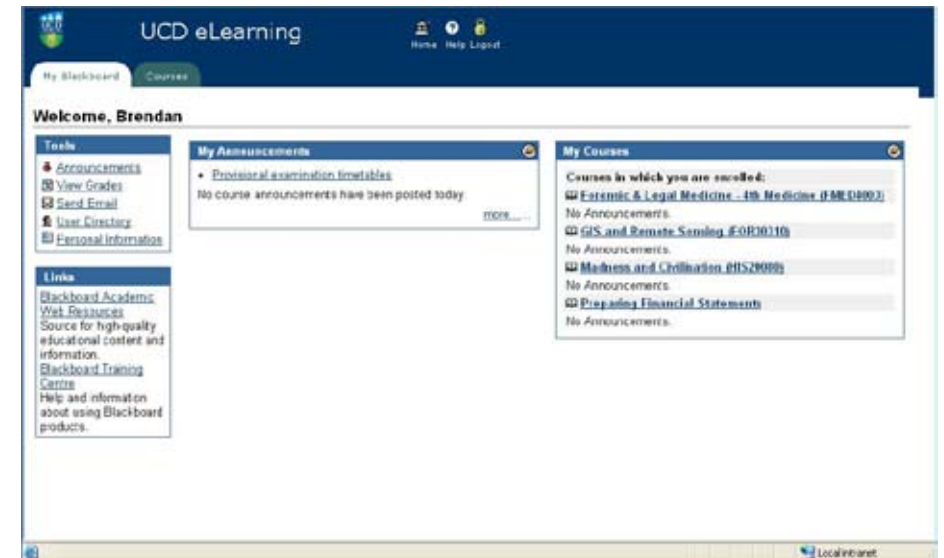 UCD
UCD eLearning
Home Help Logout
My Blackboard Courses
Welcome, Brendan
Tools
Announcements
View Grades
Send Email
User Directory
Personal Information
Links
Blackboard Academic
Web Resources
Source for high-quality
educational content and
information.
Blackboard Training
Centre
Help and information
about using Blackboard
products.
My Announcements
Provisional examination timetables
No course announcements have been posted today
more......
My Courses
Courses in which you are enrolled:
Forensic & Legal Medicine - 4th Medicine (FMED4003)
No Announcements.
GIS and Remote Sensing (FOR30310)
No Announcements.
Madness and Civilisation (HIS20080)
No Announcements.
Preparing Financial Statements
No Announcements.
Local intranet